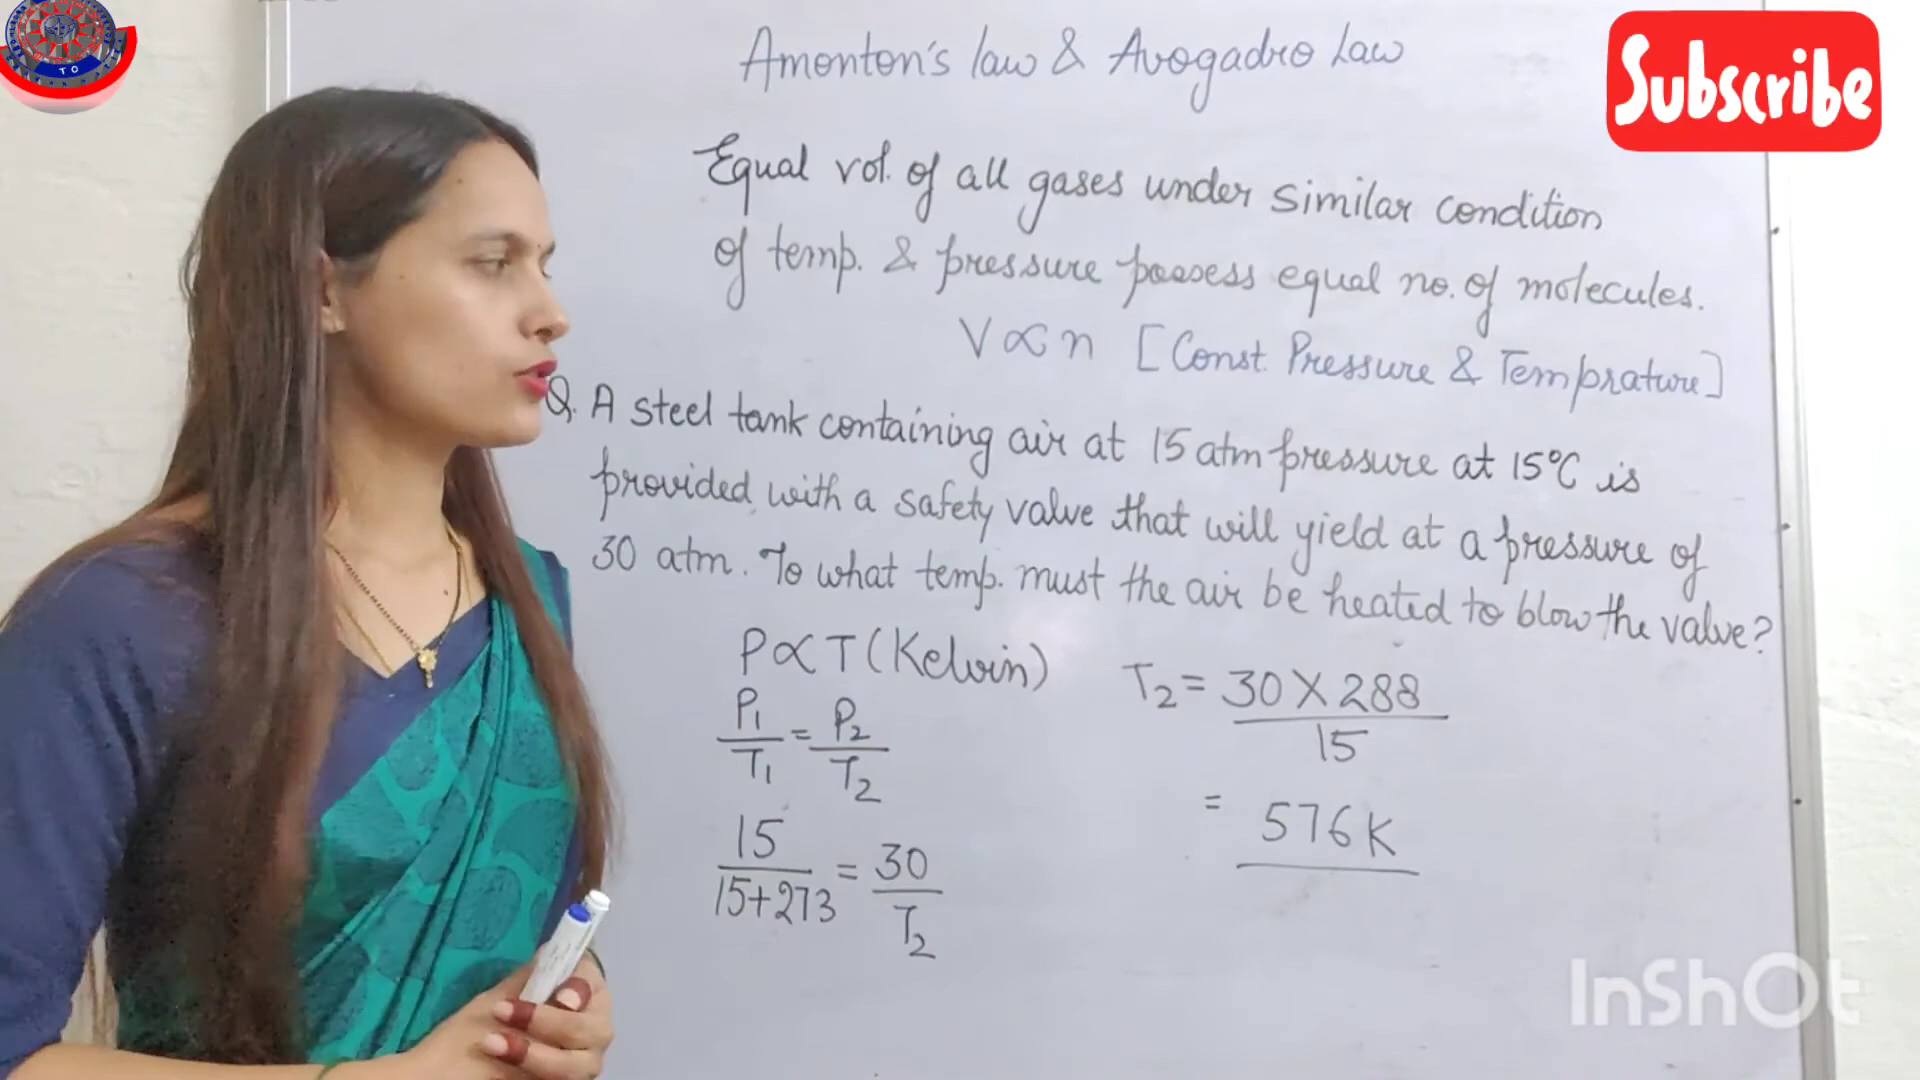 Amonton's law & Avogadro Law
Subscribe
Equal vol. of all gases under similar condition
of temp. & pressure possess equal no. of molecules.
V ∝ n [Const. Pressure & Temprature]
Q. A steel tank containing air at 15 atm pressure at 15°C is
provided with a safety valve that will yield at a pressure of
30 atm. To what temp. must the air be heated to blow the valve?
P ∝ T (Kelvin)
P₁/T₁ = P₂/T₂
15/15+273 = 30/T₂
T₂ = 30 X 288/15
= 576K
TO
InShOt